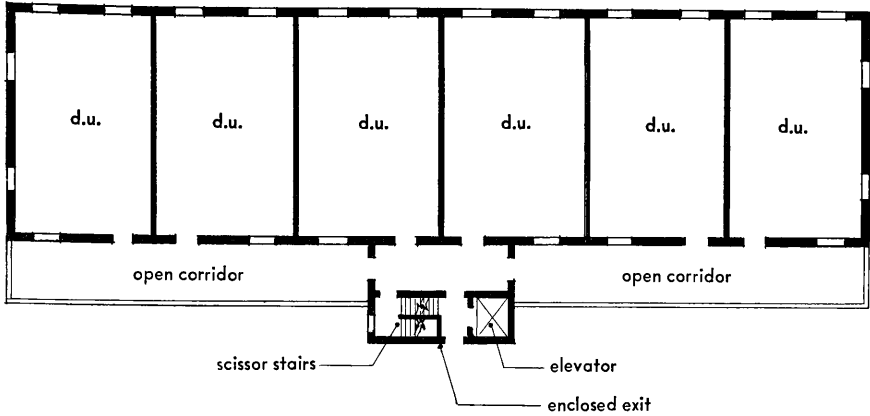 d.u.
d.u.
d.u.
d.u.
d.u.
d.u.
open corridor
open corridor
scissor stairs
elevator
enclosed exit